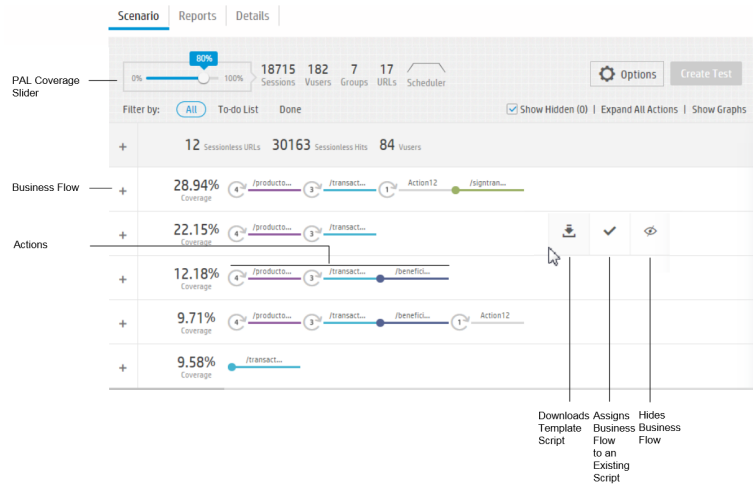 Scenario Reports Details
80%
0% 100%
18715 182 7 17
Sessions Vusers Groups URLs Scheduler
Options Create Test
PAL Coverage
Slider
Filter by: All To-do List Done Show Hidden (0) | Expand All Actions | Show Graphs
+ 12 Sessionless URLs 30163 Sessionless Hits 84 Vusers
Business Flow
+ 28.94% 4 /producto... 3 /transact... 1 Action12 /signtran...
Coverage
+ 22.15% 4 /producto... 3 /transact...
Coverage
Actions
+ 12.18% 4 /producto... 3 /transact... /benefici...
Coverage
+ 9.71% 4 /producto... 3 /transact... /benefici... 1 Action12
Coverage
+ 9.58% /transact...
Coverage
Downloads
Template
Script
Assigns
Business
Flow
to an
Existing
Script
Hides
Business
Flow